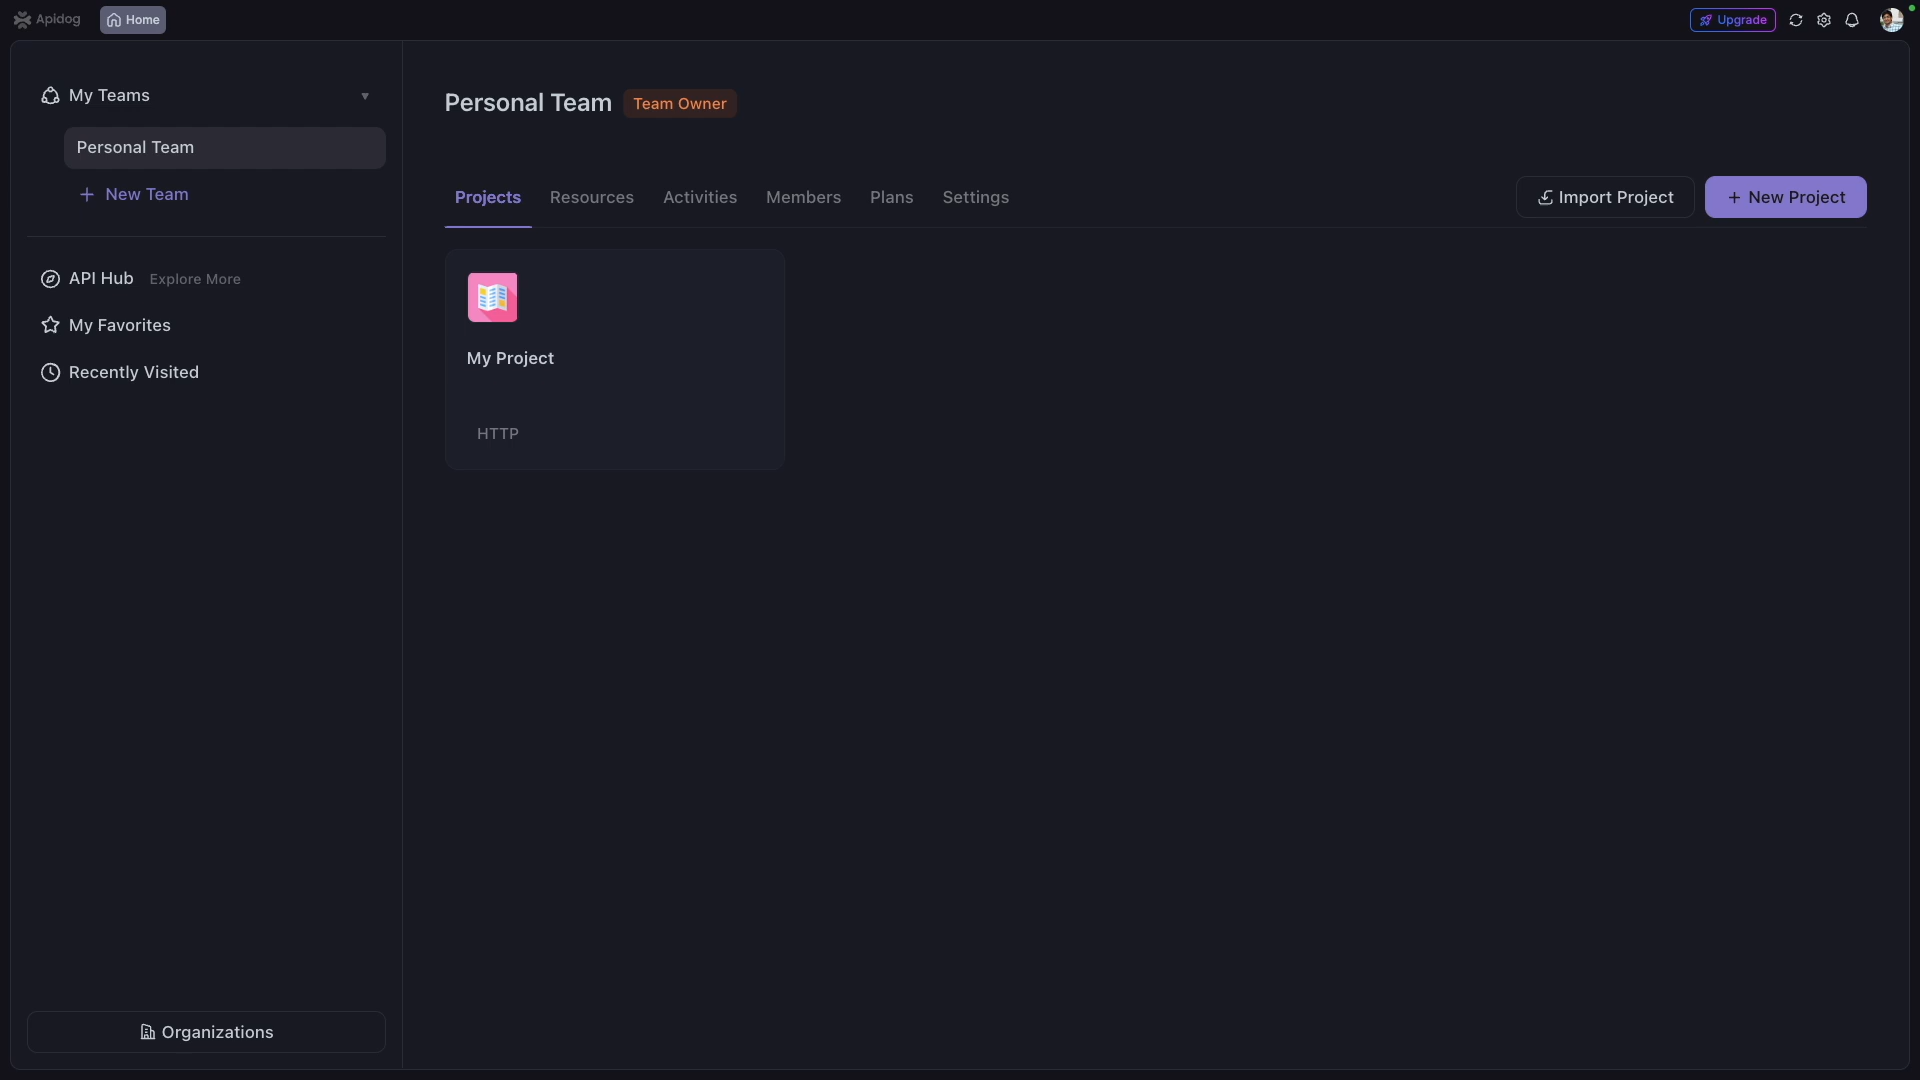 Apidog
Home
Upgrade
My Teams
Personal Team
New Team
API Hub Explore More
My Favorites
Recently Visited
Organizations
Personal Team Team Owner
Projects Resources Activities Members Plans Settings
Import Project
New Project
My Project
HTTP